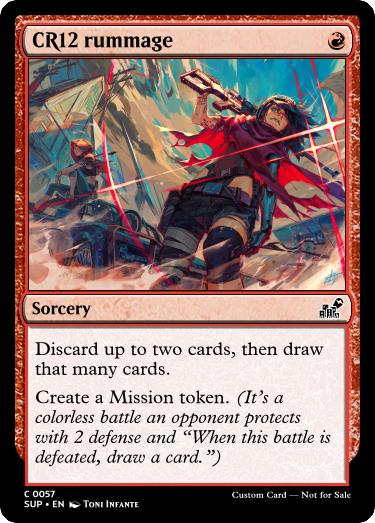 CR12 rummage
Sorcery
Discard up to two cards, then draw
that many cards.
Create a Mission token. (It's a
colorless battle an opponent protects
with 2 defense and “When this battle is
defeated, draw a card.”)
C 0057
SUP • EN Toni Infante
Custom Card — Not for Sale